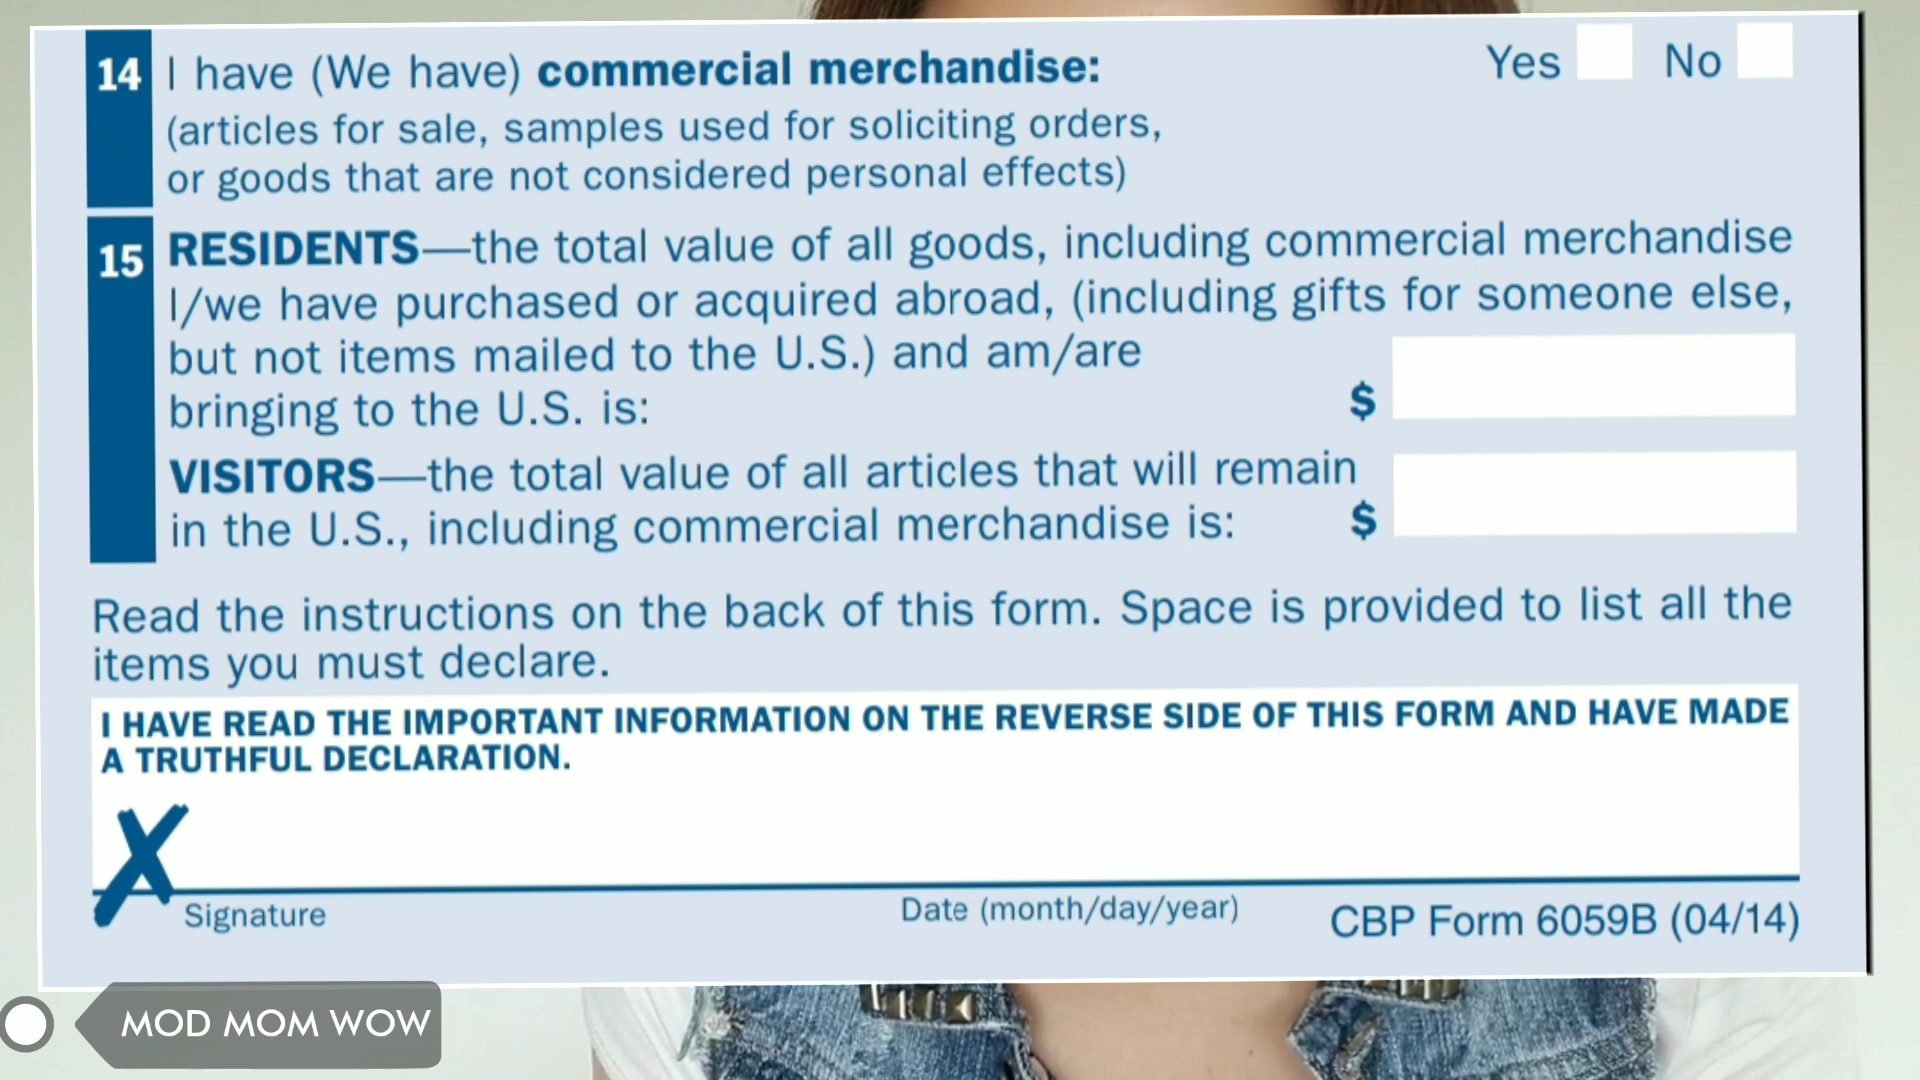 14 I have (We have) commercial merchandise: Yes No
(articles for sale, samples used for soliciting orders,
or goods that are not considered personal effects)
15 RESIDENTS—the total value of all goods, including commercial merchandise
I/we have purchased or acquired abroad, (including gifts for someone else,
but not items mailed to the U.S.) and am/are
bringing to the U.S. is: $
VISITORS—the total value of all articles that will remain
in the U.S., including commercial merchandise is: $
Read the instructions on the back of this form. Space is provided to list all the
items you must declare.
I HAVE READ THE IMPORTANT INFORMATION ON THE REVERSE SIDE OF THIS FORM AND HAVE MADE
A TRUTHFUL DECLARATION.
X
Signature Date (month/day/year) CBP Form 6059B (04/14)
MOD MOM WOW